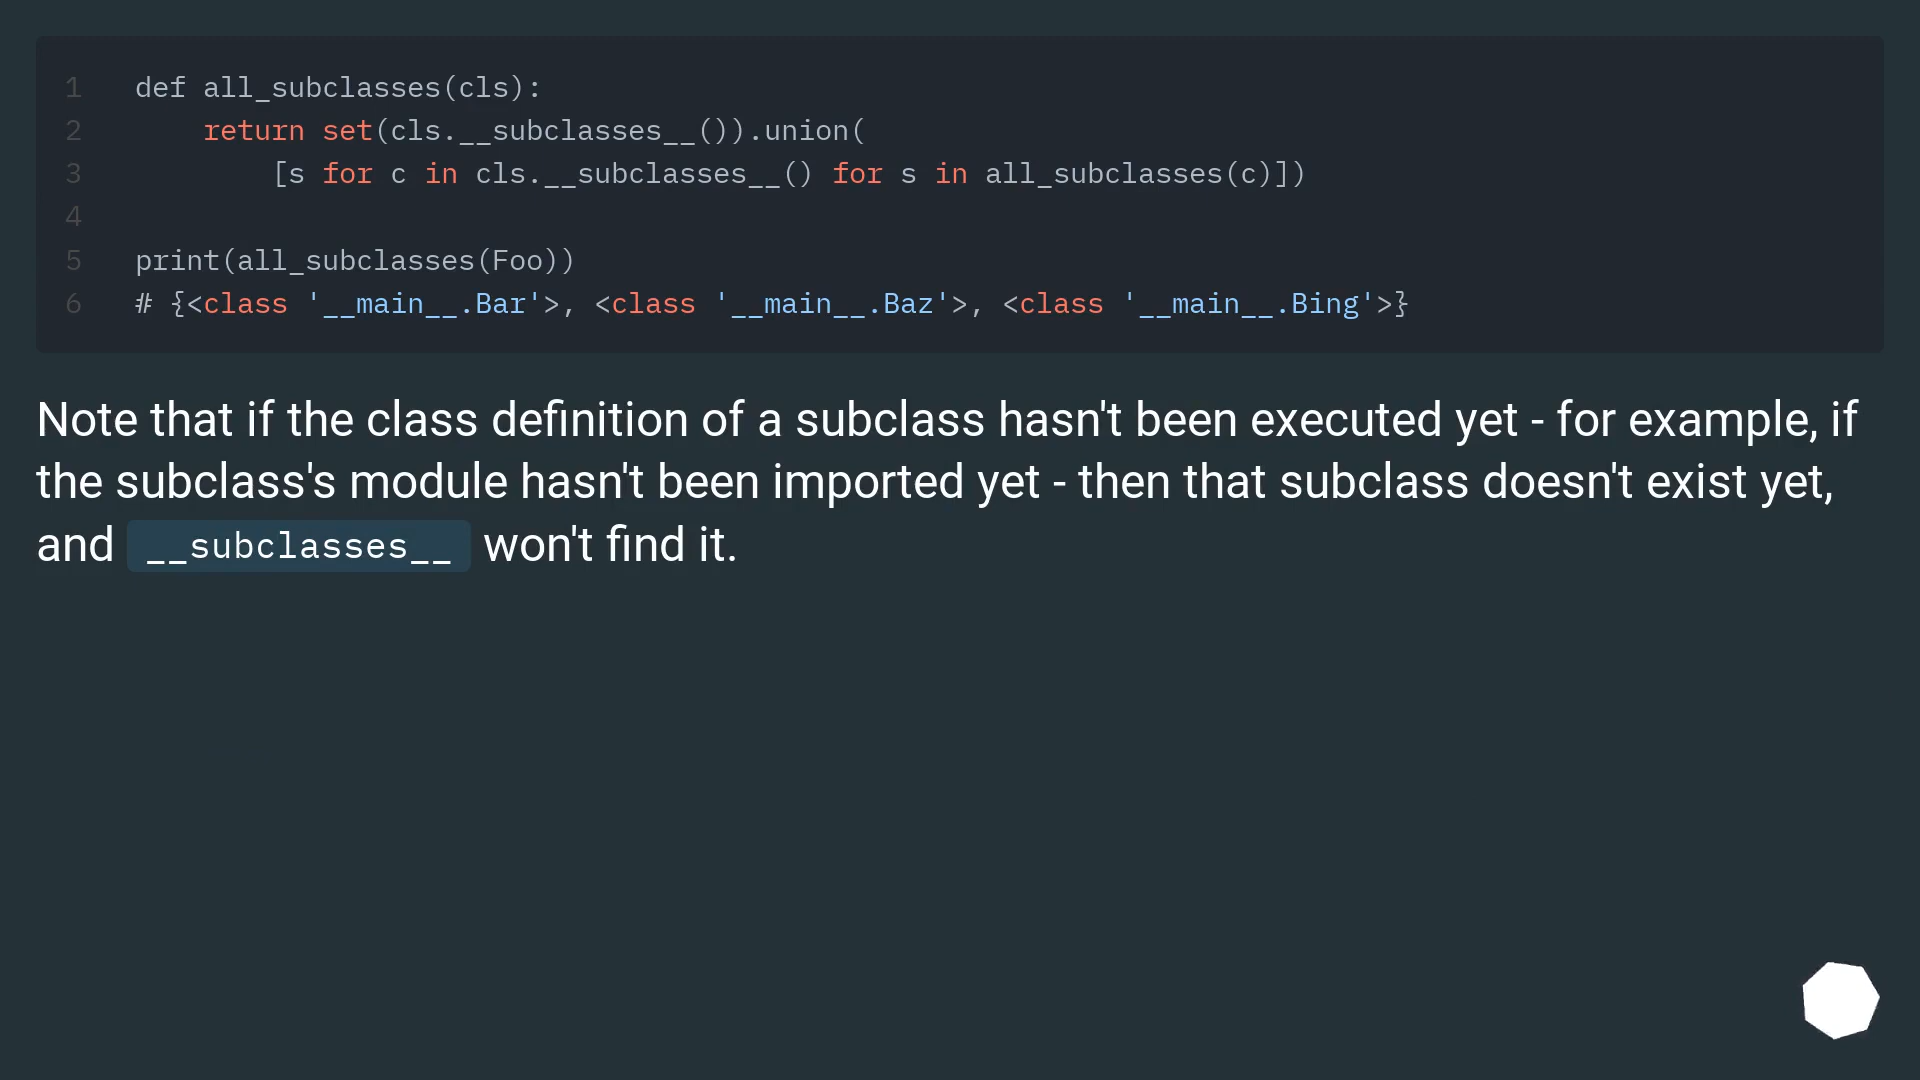 1 def all_subclasses(cls):
2     return set(cls.__subclasses__()).union(
3         [s for c in cls.__subclasses__() for s in all_subclasses(c)])
4
5 print(all_subclasses(Foo))
6 # {<class '__main__.Bar'>, <class '__main__.Baz'>, <class '__main__.Bing'>}
Note that if the class definition of a subclass hasn't been executed yet - for example, if
the subclass's module hasn't been imported yet - then that subclass doesn't exist yet,
and __subclasses__ won't find it.